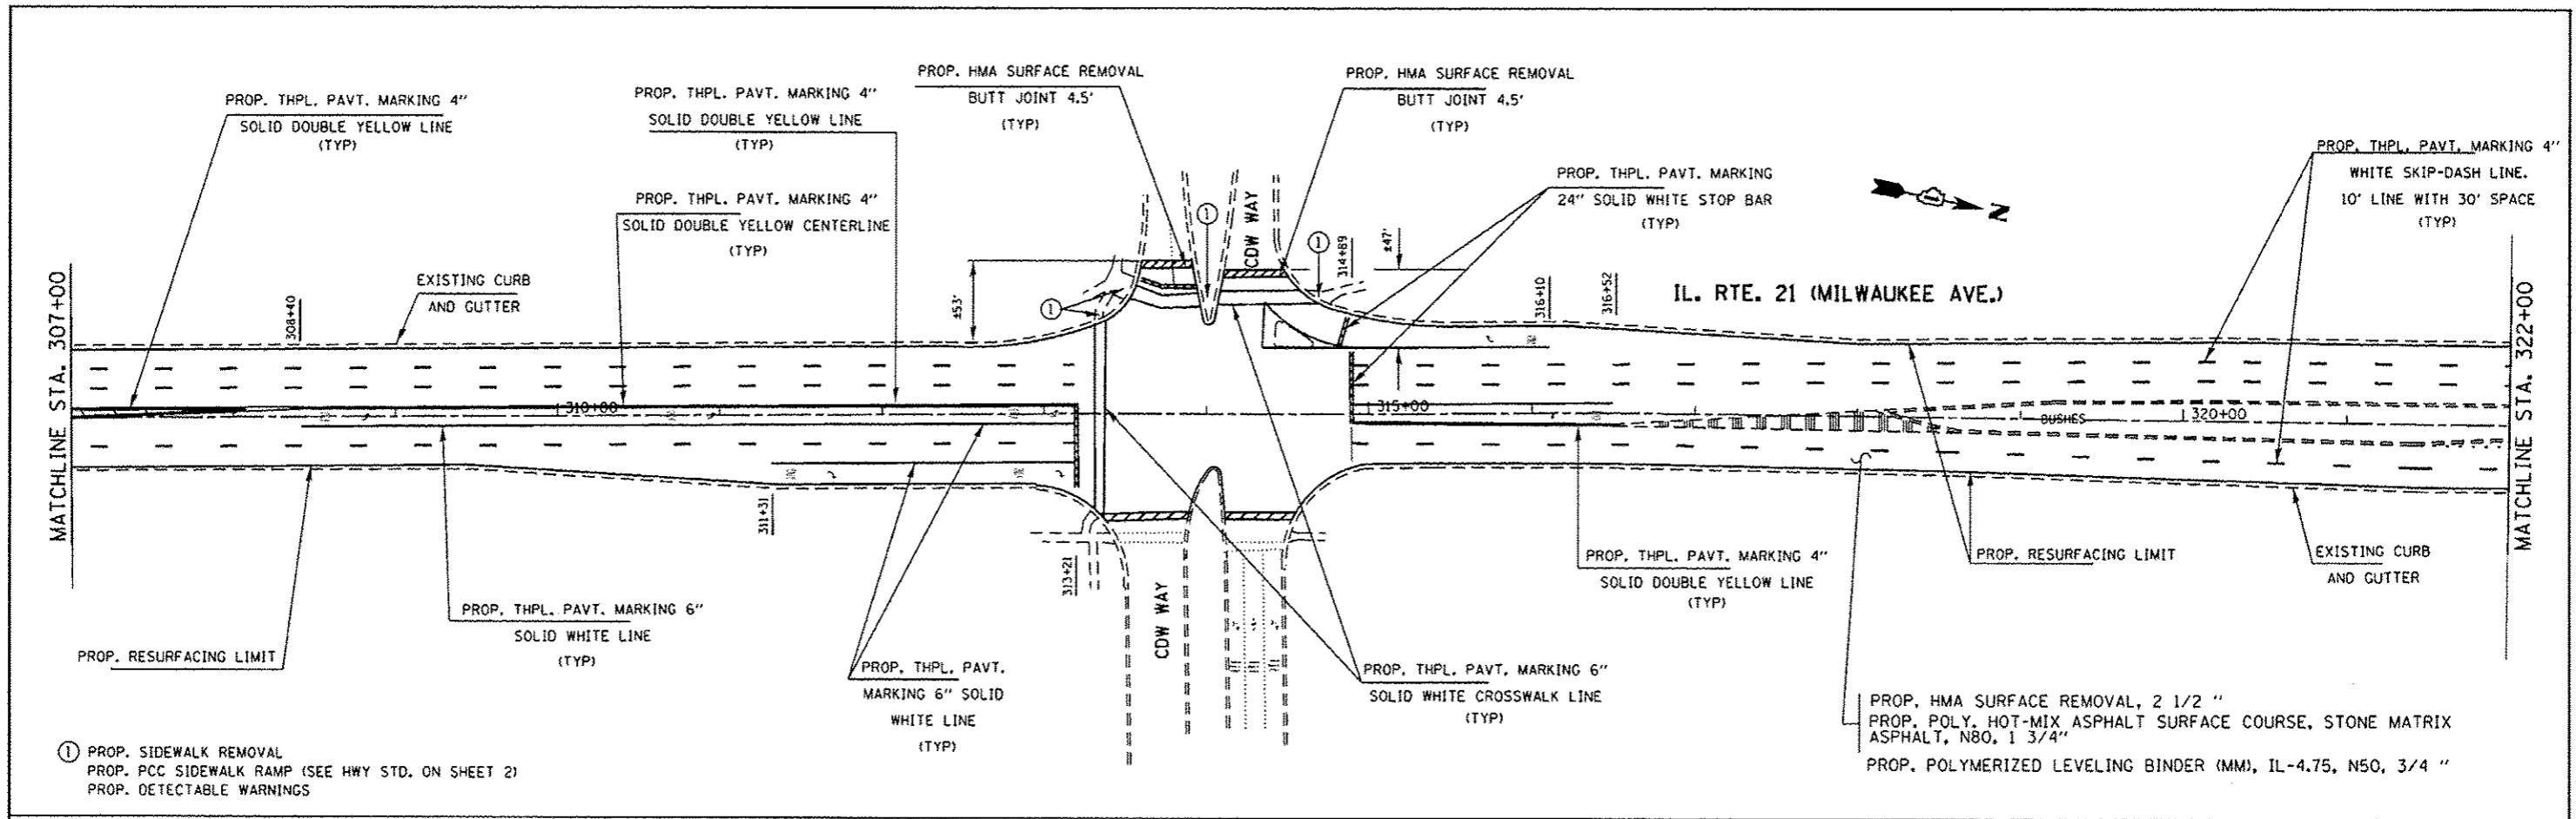 PROP. THPL. PAVT. MARKING 4"
SOLID DOUBLE YELLOW LINE
(TYP)
PROP. THPL. PAVT. MARKING 4"
SOLID DOUBLE YELLOW LINE
(TYP)
PROP. HMA SURFACE REMOVAL
BUTT JOINT 4.5'
(TYP)
PROP. HMA SURFACE REMOVAL
BUTT JOINT 4.5'
(TYP)
PROP. THPL. PAVT. MARKING 4"
WHITE SKIP-DASH LINE.
10' LINE WITH 30' SPACE
(TYP)
PROP. THPL. PAVT. MARKING 4"
SOLID DOUBLE YELLOW CENTERLINE
(TYP)
PROP. THPL. PAVT. MARKING
24" SOLID WHITE STOP BAR
(TYP)
N
1
1
1
CDW WAY
EXISTING CURB
AND GUTTER
308+40
±53'
314+89
±47'
316+10
316+52
IL. RTE. 21 (MILWAUKEE AVE.)
MATCHLINE STA. 307+00
MATCHLINE STA. 322+00
310+00
315+00
BUSHES
320+00
311+31
313+21
CDW WAY
PROP. THPL. PAVT. MARKING 4"
SOLID DOUBLE YELLOW LINE
(TYP)
PROP. RESURFACING LIMIT
EXISTING CURB
AND GUTTER
PROP. THPL. PAVT. MARKING 6"
SOLID WHITE LINE
(TYP)
PROP. RESURFACING LIMIT
PROP. THPL. PAVT.
MARKING 6" SOLID
WHITE LINE
(TYP)
PROP. THPL. PAVT. MARKING 6"
SOLID WHITE CROSSWALK LINE
(TYP)
PROP. HMA SURFACE REMOVAL, 2 1/2 "
PROP. POLY. HOT-MIX ASPHALT SURFACE COURSE, STONE MATRIX
ASPHALT, N80, 1 3/4"
PROP. POLYMERIZED LEVELING BINDER (MM), IL-4.75, N50, 3/4 "
1 PROP. SIDEWALK REMOVAL
PROP. PCC SIDEWALK RAMP (SEE HWY STD. ON SHEET 2)
PROP. DETECTABLE WARNINGS